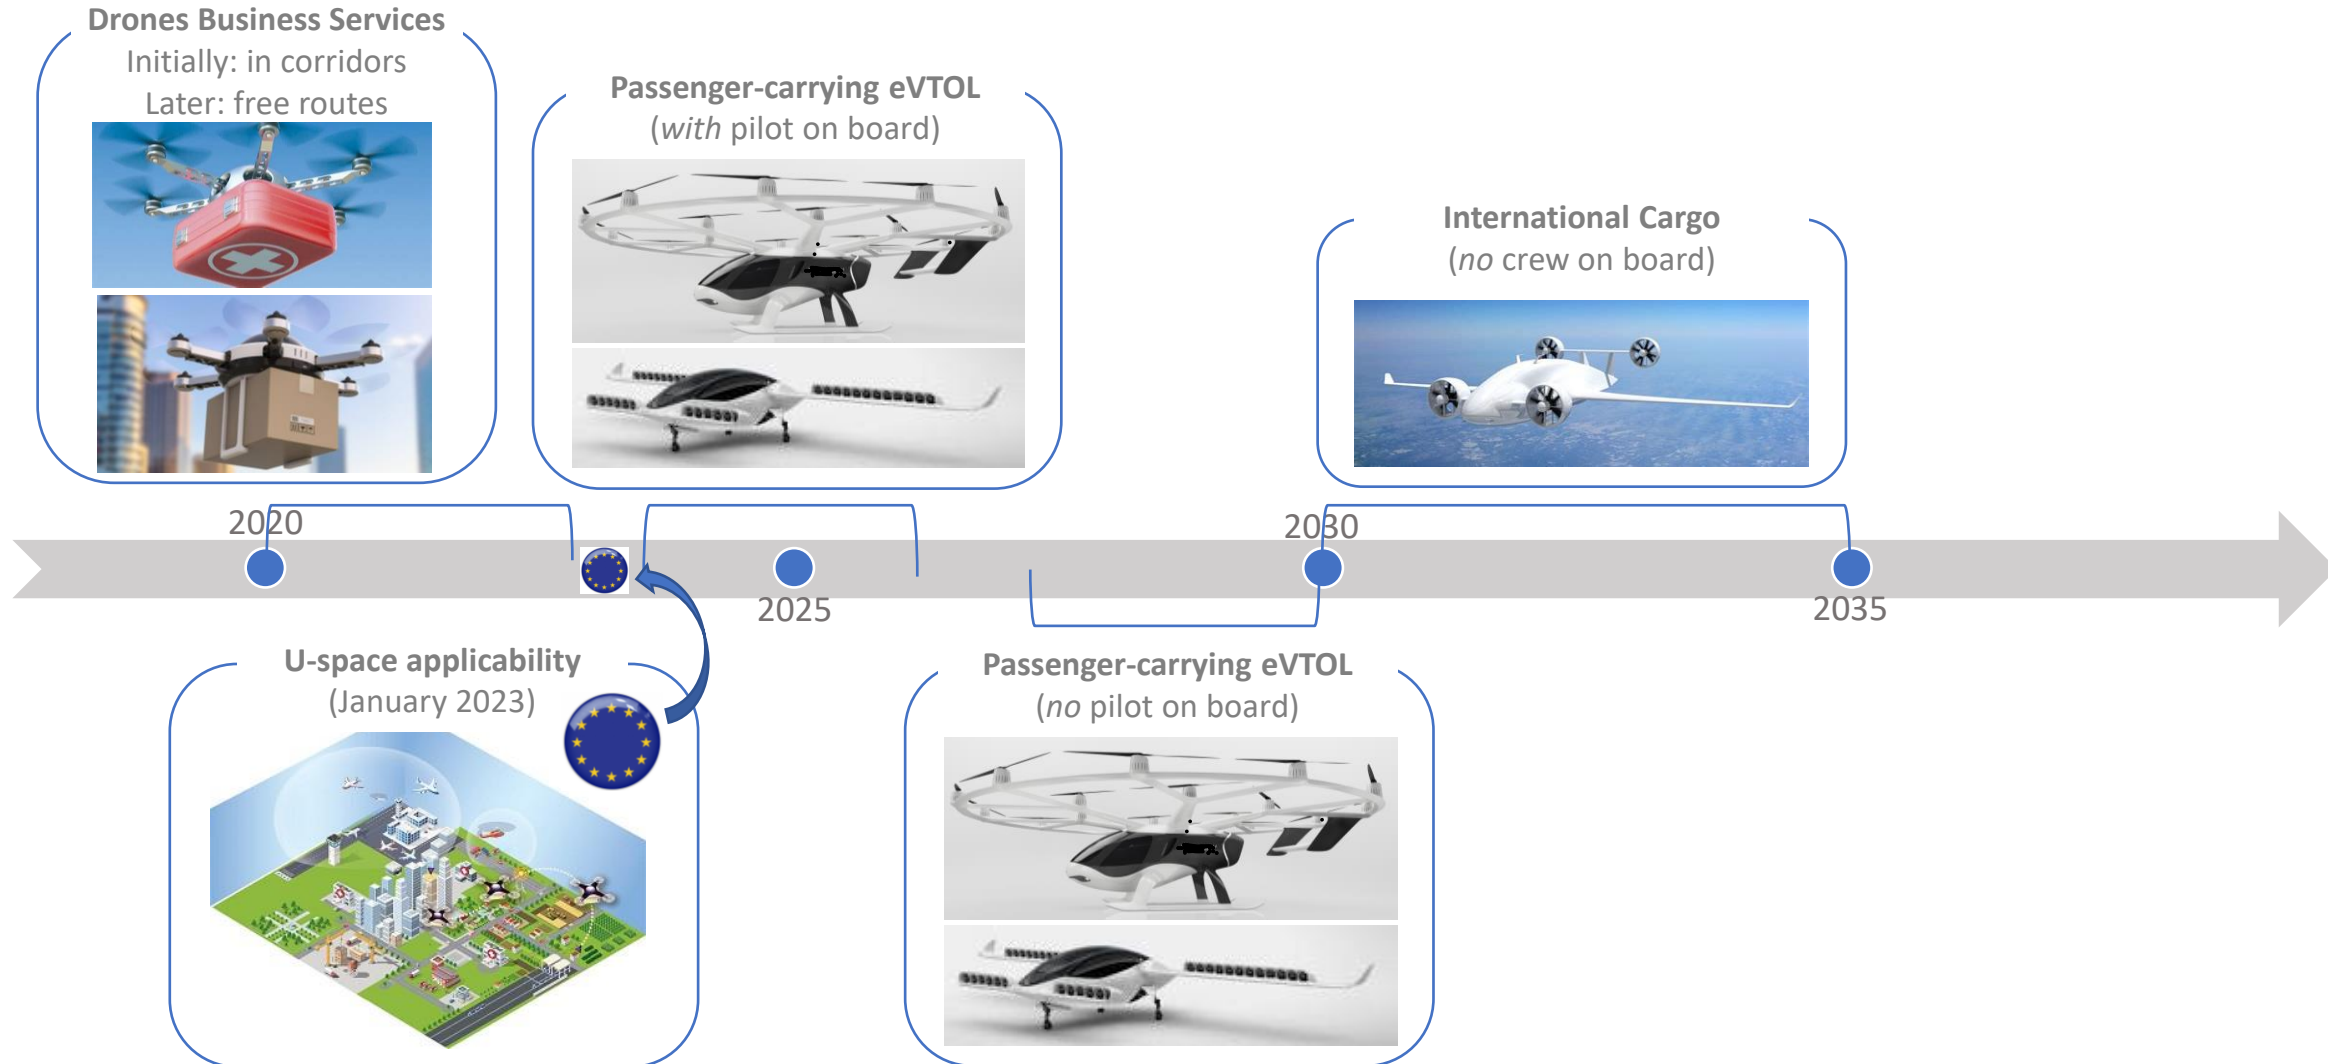 Drones Business Services
Initially: in corridors
Later: free routes
Passenger-carrying eVTOL
(with pilot on board)
International Cargo
(no crew on board)
2020
2025
2030
2035
U-space applicability
(January 2023)
Passenger-carrying eVTOL
(no pilot on board)